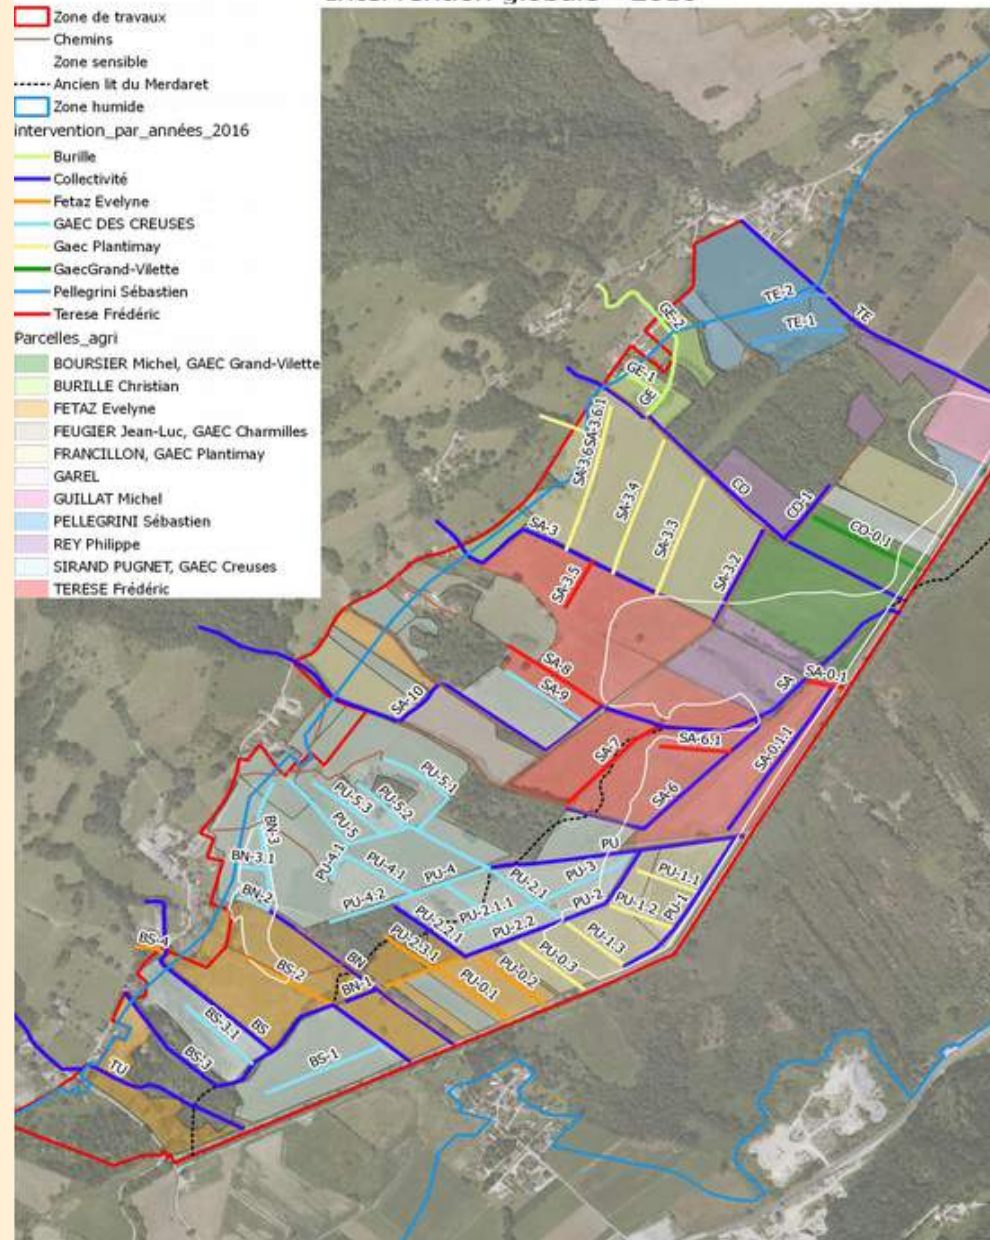 Zone de travaux
Chemins
Zone sensible
Ancien lit du Merdaret
Zone humide
intervention_par_années_2016
Burille
Collectivité
Fetaz Evelyne
GAEC DES CREUSES
Gaec Plantimay
GaecGrand-Vilette
Pellegrini Sébastien
Terese Frédéric
Parcelles_agri
BOURSIER Michel, GAEC Grand-Vilette
BURILLE Christian
FETAZ Evelyne
FEUGIER Jean-Luc, GAEC Charmilles
FRANCILLON, GAEC Plantimay
GAREL
GUILLAT Michel
PELLEGRINI Sébastien
REY Philippe
SIRAND PUGNET, GAEC Creuses
TERESE Frédéric
TE-2
TE
TE-1
GE-2
GE-1
GE
SA-3.6.1
SA-3.6
SA-3.4
SA-3.3
SA-3
CO
CO-1
CO-0.1
SA-3.2
SA-3.5
SA-8
SA-9
SA
SA-0.1
SA-10
SA-7
SA-6.1
SA-0.1.1
SA-6
PU-5.1
PU-5.3
PU-5.2
PU-5
PU
BN-3
BN-3.1
PU-4.1
PU-4.1
PU-4
PU-3
PU-1.1
BN-2
PU-4.2
PU-2.1
PU-2
PU-1-2
PU-1
PU-2.1.1
PU-2.2.1
PU-2.2
PU-1.3
BS-4
PU-2.3.1
BN
BS-2
BN-1
PU-0.3
PU-0.2
PU-0.1
BS-3.1
BS
BS-3
BS-1
TU